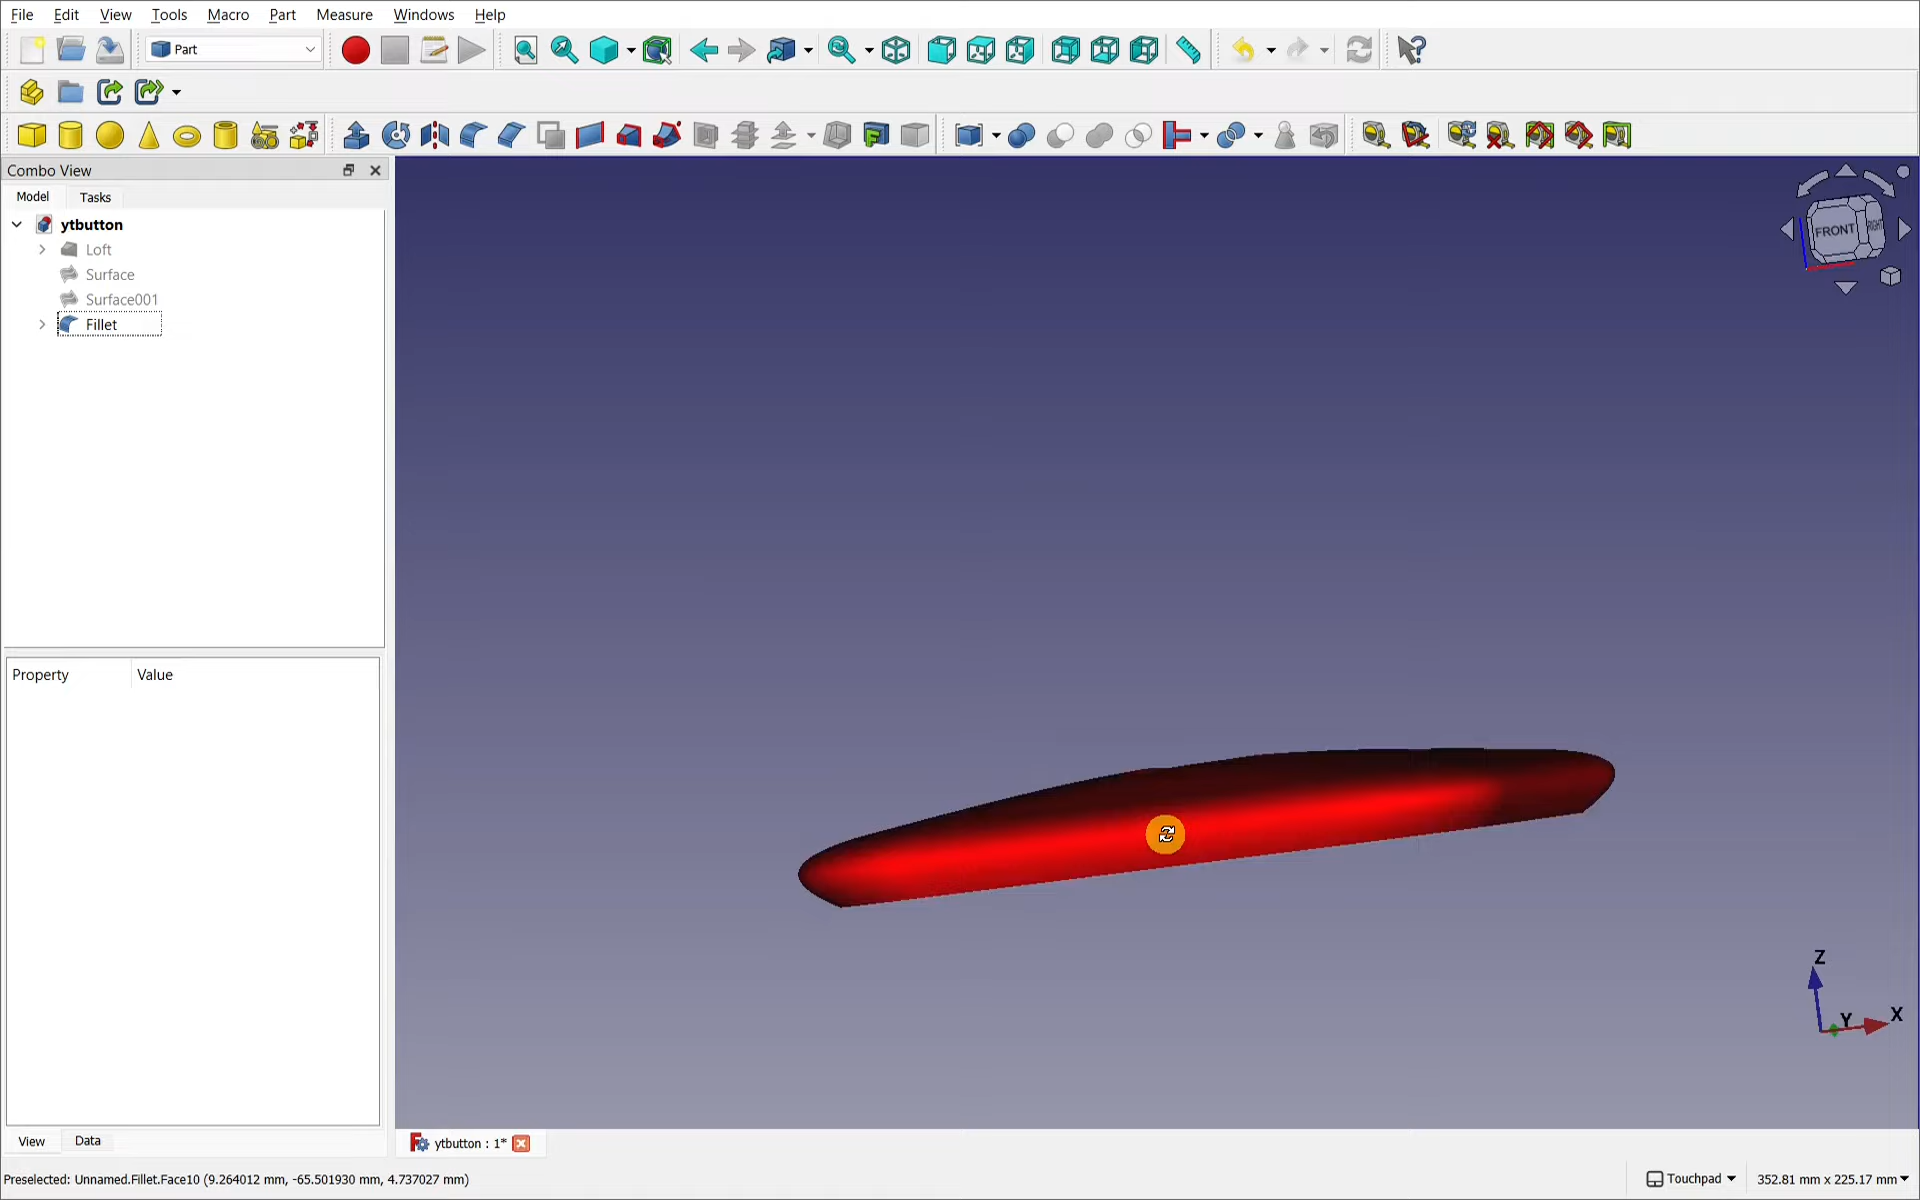 File Edit View Tools Macro Part Measure Windows Help
Part
Combo View
Model Tasks
ytbutton
Loft
Surface
Surface001
Fillet
Property Value
View Data
FRONT RIGHT
Z
Y X
ytbutton : 1*
Preselected: Unnamed.Fillet.Face10 (9.264012 mm, -65.501930 mm, 4.737027 mm)
Touchpad 352.81 mm x 225.17 mm